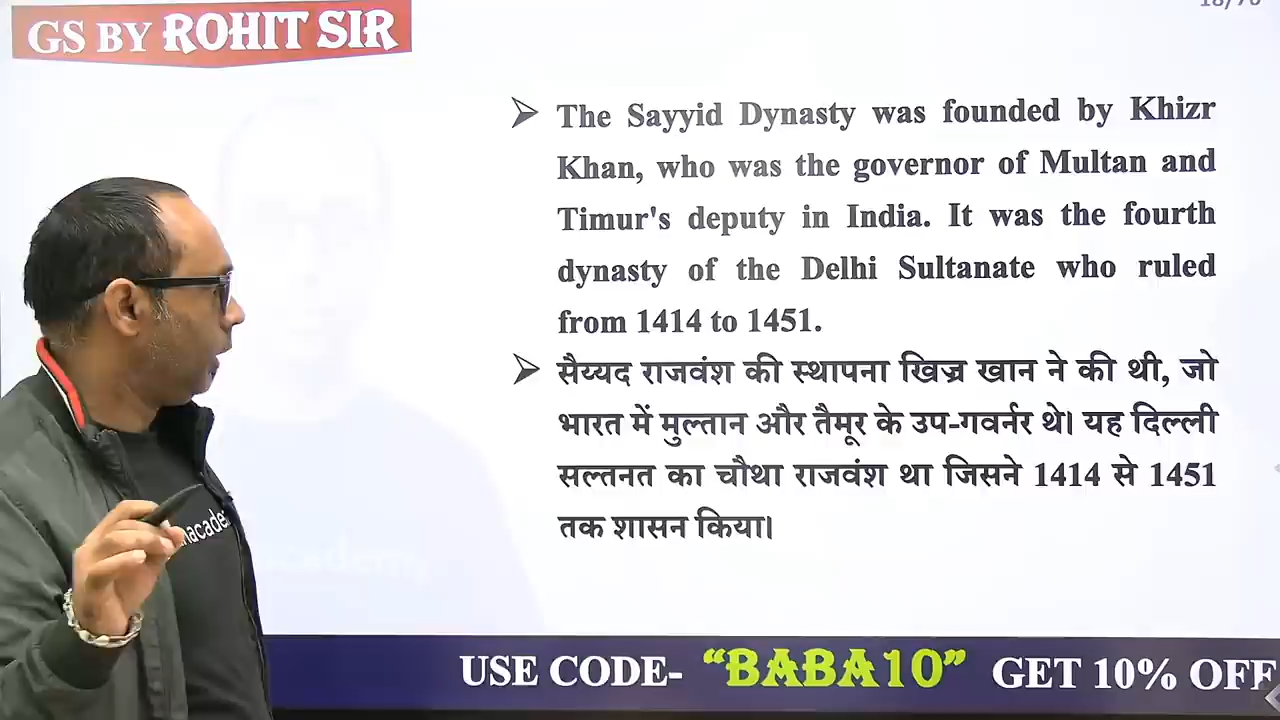 18/70
GS BY ROHIT SIR
➢ The Sayyid Dynasty was founded by Khizr
Khan, who was the governor of Multan and
Timur's deputy in India. It was the fourth
dynasty of the Delhi Sultanate who ruled
from 1414 to 1451.
➢ सैय्यद राजवंश की स्थापना खिज्र खान ने की थी, जो
भारत में मुल्तान और तैमूर के उप-गवर्नर थे। यह दिल्ली
सल्तनत का चौथा राजवंश था जिसने 1414 से 1451
तक शासन किया।
USE CODE- “BABA10” GET 10% OFF